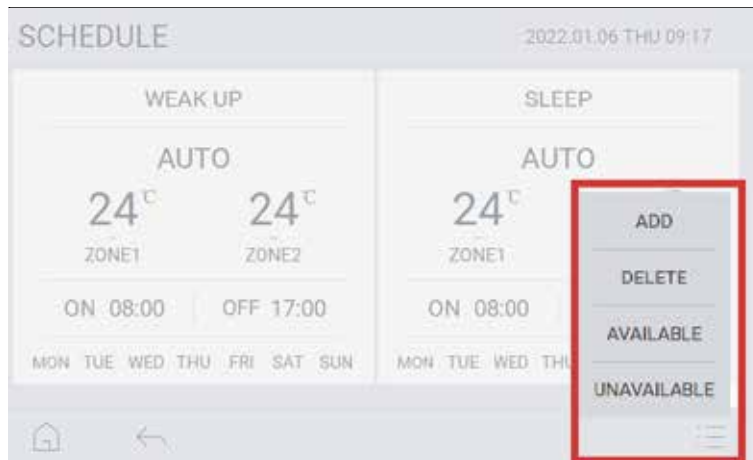 SCHEDULE
2022.01.06 THU 09:17
WEAK UP
AUTO
24°C 24°C
ZONE1 ZONE2
ON 08:00 OFF 17:00
MON TUE WED THU FRI SAT SUN
SLEEP
AUTO
24°C
ZONE1
ON 08:00
MON TUE WED
ADD
DELETE
AVAILABLE
UNAVAILABLE